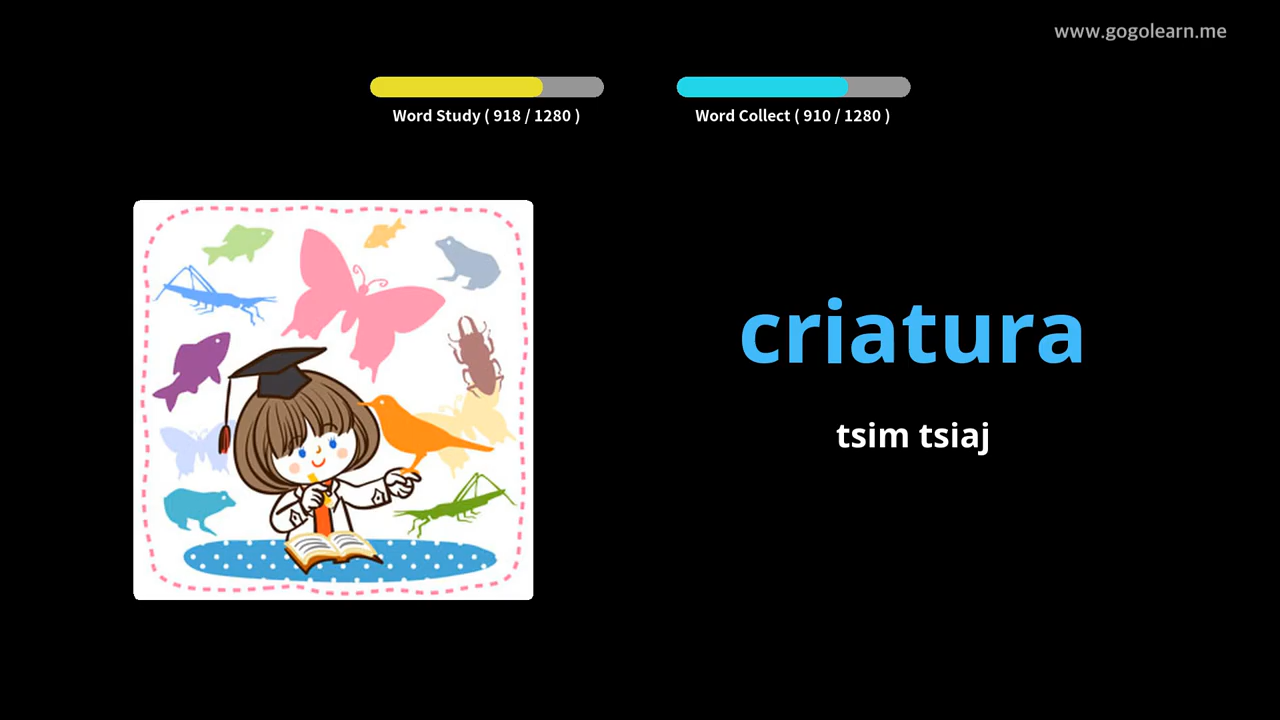 www.gogolearn.me
Word Study ( 918 / 1280 )
Word Collect ( 910 / 1280 )
criatura
tsim tsiaj